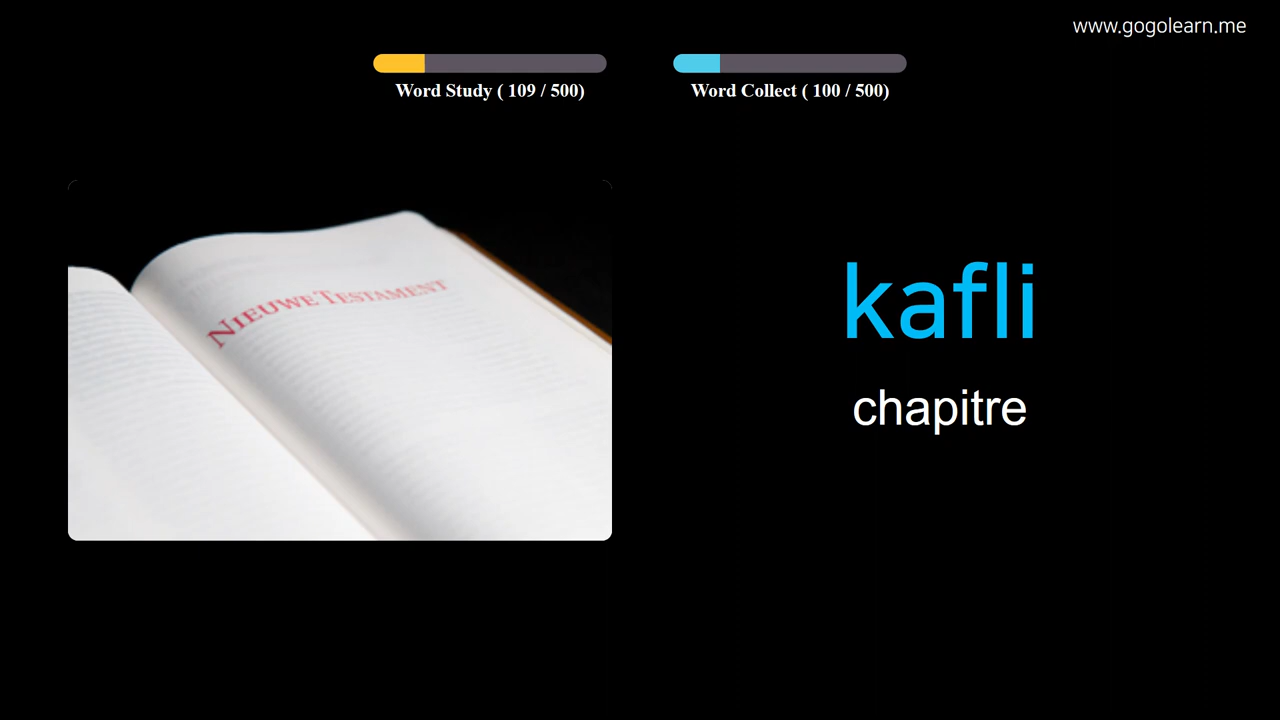 www.gogolearn.me
Word Study ( 109 / 500)
Word Collect ( 100 / 500)
NIEUWE TESTAMENT
kafli
chapitre